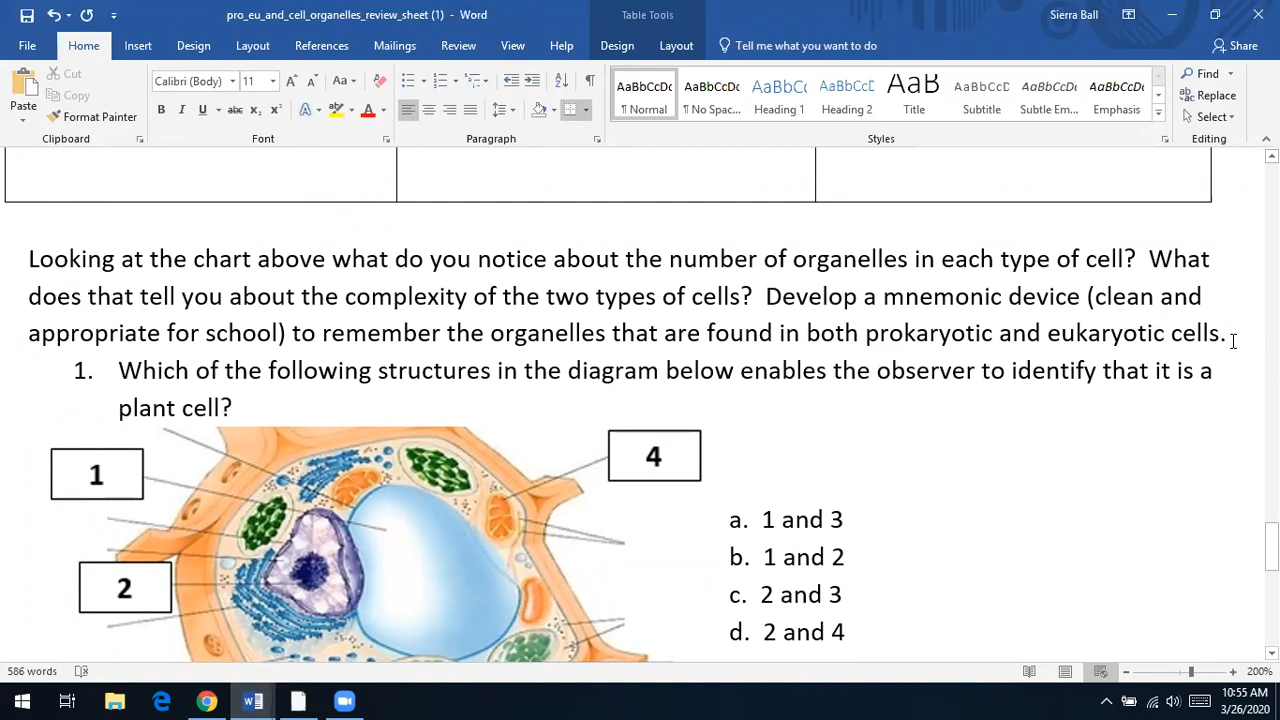 pro_eu_and_cell_organelles_review_sheet (1) - Word
Table Tools
Sierra Ball
File Home Insert Design Layout References Mailings Review View Help Design Layout Tell me what you want to do Share
Paste
Cut
Copy
Format Painter
Clipboard
Calibri (Body) 11
Font
Paragraph
AaBbCcDc AaBbCcDc AaBbCc AaBbCcD AaB AaBbCcD AaBbCcDc AaBbCcDc
¶ Normal ¶ No Spac... Heading 1 Heading 2 Title Subtitle Subtle Em... Emphasis
Styles
Find
Replace
Select
Editing
Looking at the chart above what do you notice about the number of organelles in each type of cell? What
does that tell you about the complexity of the two types of cells? Develop a mnemonic device (clean and
appropriate for school) to remember the organelles that are found in both prokaryotic and eukaryotic cells.
1. Which of the following structures in the diagram below enables the observer to identify that it is a
plant cell?
1
4
2
a. 1 and 3
b. 1 and 2
c. 2 and 3
d. 2 and 4
586 words
200%
10:55 AM
3/26/2020